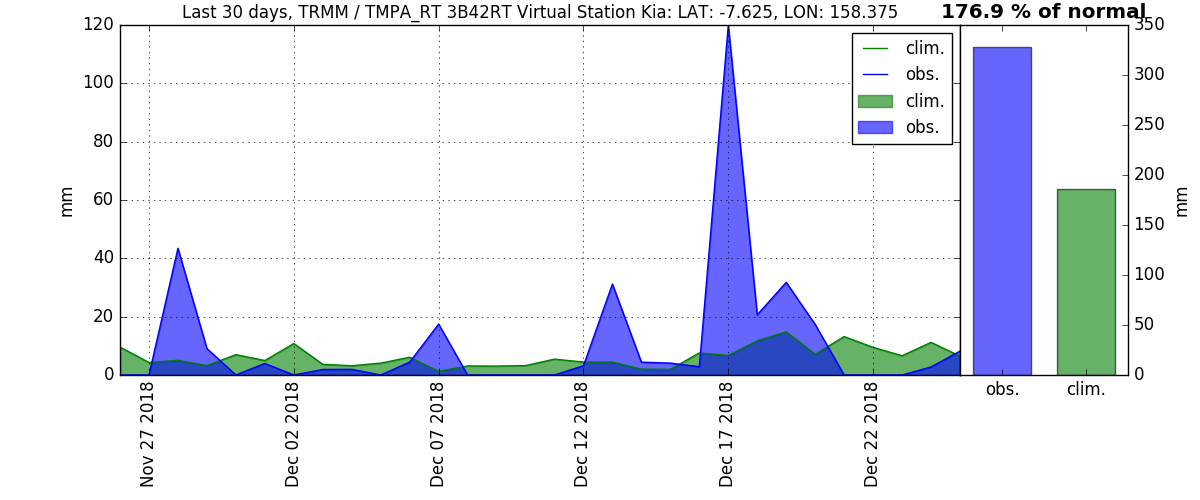 Last 30 days, TRMM / TMPA_RT 3B42RT Virtual Station Kia: LAT: -7.625, LON: 158.375
176.9 % of normal
120
100
80
60
40
20
0
mm
clim.
obs.
clim.
obs.
Nov 27 2018
Dec 02 2018
Dec 07 2018
Dec 12 2018
Dec 17 2018
Dec 22 2018
350
300
250
200
150
100
50
0
mm
obs.
clim.